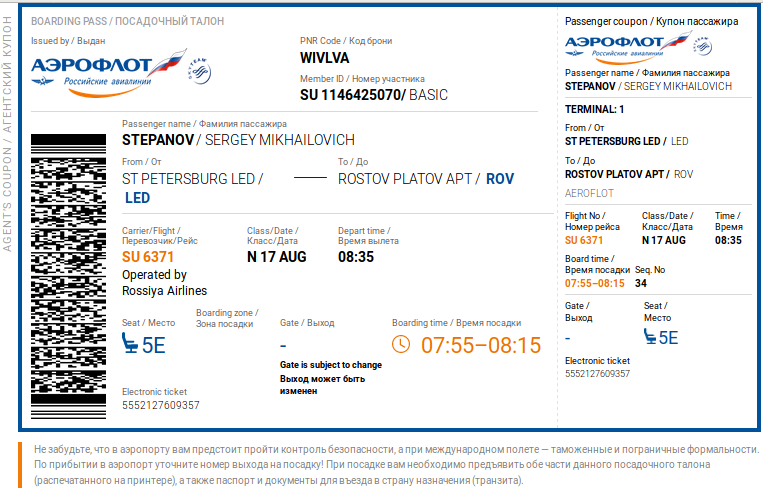 AGENT'S COUPON / АГЕНТСКИЙ КУПОН
BOARDING PASS / ПОСАДОЧНЫЙ ТАЛОН
Issued by / Выдан
АЭРОФЛОТ
Российские авиалинии
SKYTEAM
PNR Code / Код брони
WIVLVA
Member ID / Номер участника
SU 1146425070/ BASIC
Passenger name / Фамилия пассажира
STEPANOV / SERGEY MIKHAILOVICH
From / От
ST PETERSBURG LED /
LED
To / До
ROSTOV PLATOV APT / ROV
Carrier/Flight /
Перевозчик/Рейс
SU 6371
Operated by
Rossiya Airlines
Class/Date /
Класс/Дата
N 17 AUG
Depart time /
Время вылета
08:35
Seat / Место
5E
Boarding zone /
Зона посадки
Gate / Выход
-
Gate is subject to change
Выход может быть
изменен
Boarding time / Время посадки
07:55–08:15
Electronic ticket
5552127609357
Passenger coupon / Купон пассажира
АЭРОФЛОТ
Российские авиалинии
SKYTEAM
Passenger name / Фамилия пассажира
STEPANOV / SERGEY MIKHAILOVICH
TERMINAL: 1
From / От
ST PETERSBURG LED / LED
To / До
ROSTOV PLATOV APT / ROV
AEROFLOT
Flight No /
Номер рейса
SU 6371
Class/Date /
Класс/Дата
N 17 AUG
Time /
Время
08:35
Board time /
Время посадки
07:55–08:15
Seq. No
34
Gate /
Выход
-
Seat /
Место
5E
Electronic ticket
5552127609357
Не забудьте, что в аэропорту вам предстоит пройти контроль безопасности, а при международном полете — таможенные и пограничные формальности.
По прибытии в аэропорт уточните номер выхода на посадку! При посадке вам необходимо предъявить обе части данного посадочного талона
(распечатанного на принтере), а также паспорт и документы для въезда в страну назначения (транзита).